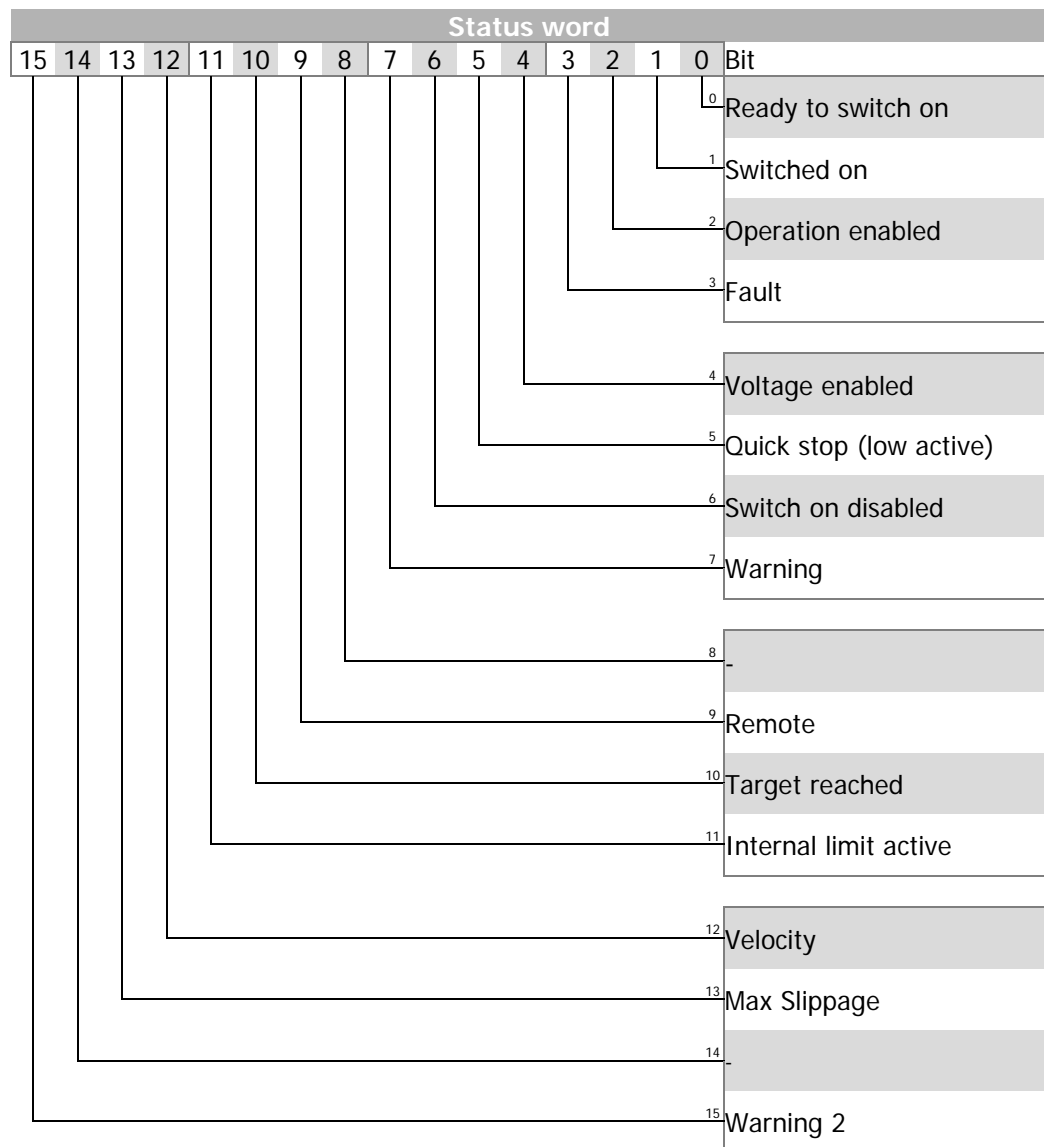 Status word
15 14 13 12 11 10 9 8 7 6 5 4 3 2 1 0 Bit
0 Ready to switch on
1 Switched on
2 Operation enabled
3 Fault
4 Voltage enabled
5 Quick stop (low active)
6 Switch on disabled
7 Warning
8 -
9 Remote
10 Target reached
11 Internal limit active
12 Velocity
13 Max Slippage
14 -
15 Warning 2